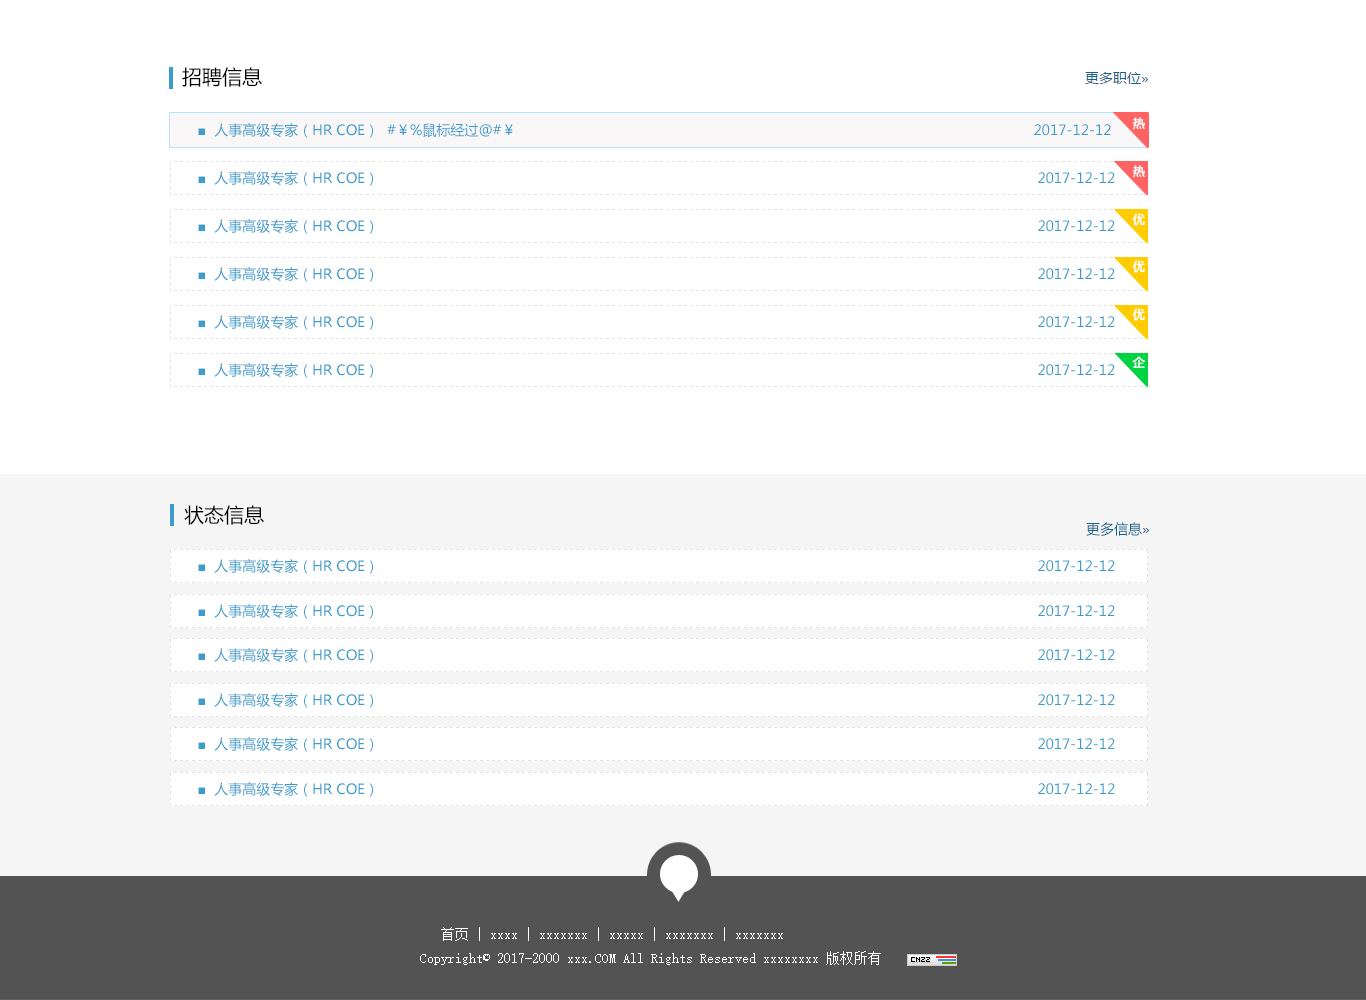 招聘信息 更多职位»
■ 人事高级专家（HR COE） #￥%鼠标经过@#￥ 2017-12-12 热
■ 人事高级专家（HR COE） 2017-12-12 热
■ 人事高级专家（HR COE） 2017-12-12 优
■ 人事高级专家（HR COE） 2017-12-12 优
■ 人事高级专家（HR COE） 2017-12-12 优
■ 人事高级专家（HR COE） 2017-12-12 企
状态信息 更多信息»
■ 人事高级专家（HR COE） 2017-12-12
■ 人事高级专家（HR COE） 2017-12-12
■ 人事高级专家（HR COE） 2017-12-12
■ 人事高级专家（HR COE） 2017-12-12
■ 人事高级专家（HR COE） 2017-12-12
■ 人事高级专家（HR COE） 2017-12-12
首页 | xxxx | xxxxxxx | xxxxx | xxxxxxx | xxxxxxx
Copyright© 2017-2000 xxx.COM All Rights Reserved xxxxxxxx 版权所有 CNZZ